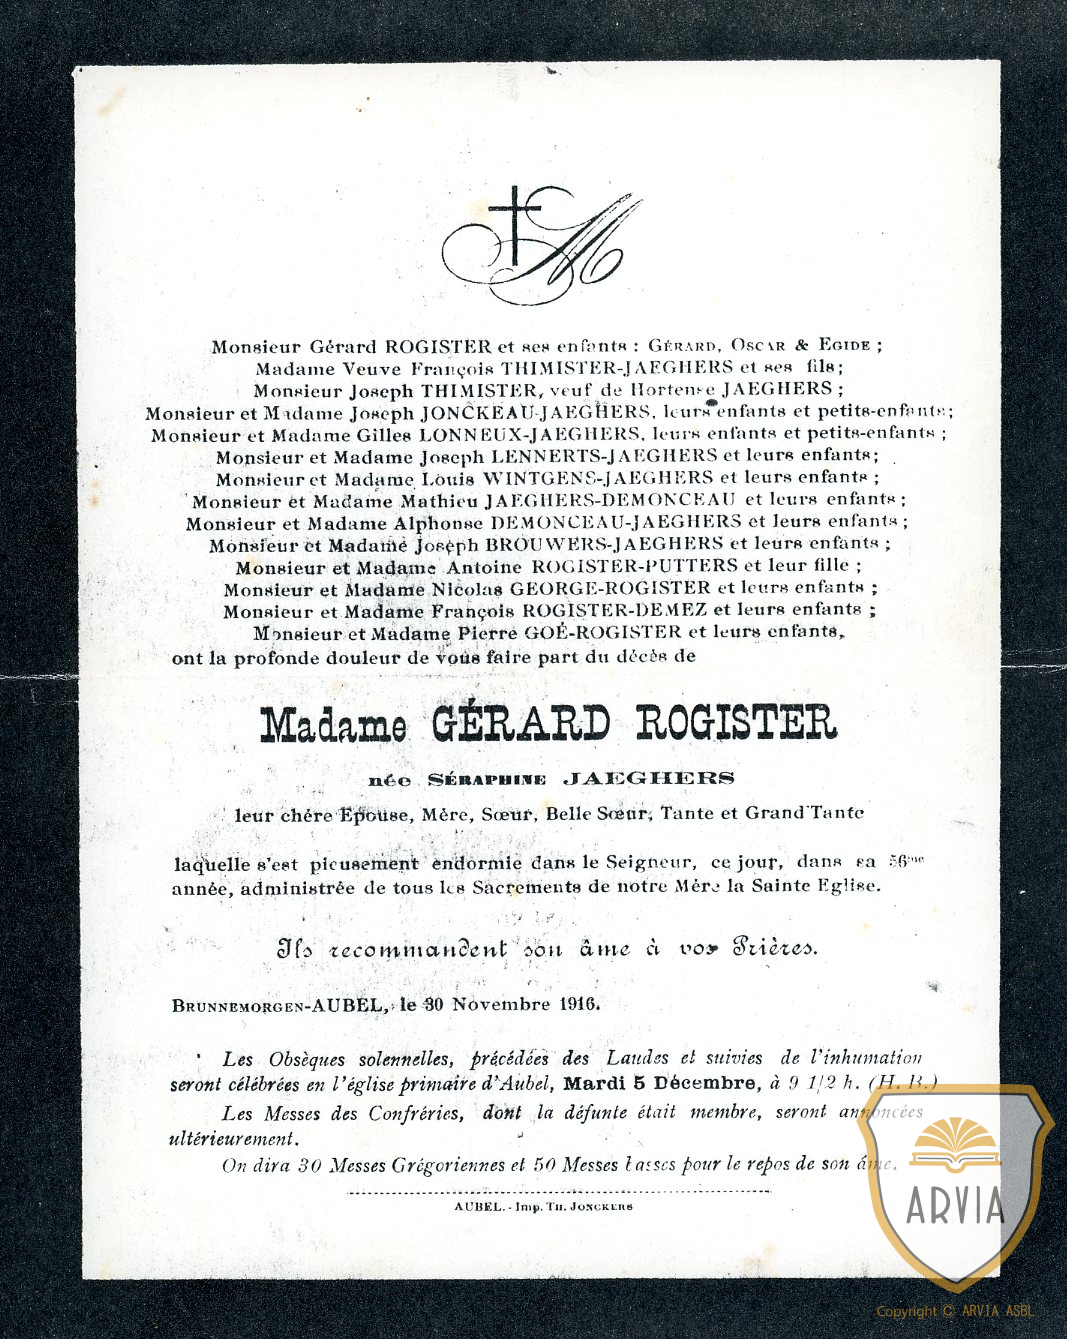 M
Monsieur Gérard ROGISTER et ses enfants : GÉRARD, OSCAR & EGIDE ;
Madame Veuve François THIMISTER-JAEGHERS et ses fils;
Monsieur Joseph THIMISTER, veuf de Hortense JAEGHERS ;
Monsieur et Madame Joseph JONCKEAU-JAEGHERS, leurs enfants et petits-enfants;
Monsieur et Madame Gilles LONNEUX-JAEGHERS, leurs enfants et petits-enfants ;
Monsieur et Madame Joseph LENNERTS-JAEGHERS et leurs enfants;
Monsieur et Madame Louis WINTGENS-JAEGHERS et leurs enfants ;
Monsieur et Madame Mathieu JAEGHERS-DEMONCEAU et leurs enfants ;
Monsieur et Madame Alphonse DEMONCEAU-JAEGHERS et leurs enfants ;
Monsieur et Madame Joseph BROUWERS-JAEGHERS et leurs enfants ;
Monsieur et Madame Antoine ROGISTER-PUTTERS et leur fille ;
Monsieur et Madame Nicolas GEORGE-ROGISTER et leurs enfants ;
Monsieur et Madame François ROGISTER-DEMEZ et leurs enfants ;
Monsieur et Madame Pierre GOÉ-ROGISTER et leurs enfants,
ont la profonde douleur de vous faire part du décès de
Madame GÉRARD ROGISTER
née SÉRAPHINE JAEGHERS
leur chére Epouse, Mère, Sœur, Belle Sœur, Tante et Grand'Tante
laquelle s'est pieusement endormie dans le Seigneur, ce jour, dans sa 56me
année, administrée de tous les Sacrements de notre Mére la Sainte Eglise.
Ils recommandent son âme à vos Prières.
BRUNNEMORGEN-AUBEL, le 30 Novembre 1916.
Les Obsèques solennelles, précédées des Laudes et suivies de l'inhumation
seront célébrées en l'église primaire d'Aubel, Mardi 5 Décembre, à 9 1/2 h. (H. B.)
Les Messes des Confréries, dont la défunte était membre, seront annoncées
ultérieurement.
On dira 30 Messes Grégoriennes et 50 Messes basses pour le repos de son âme.
AUBEL. - Imp. TH. JONCKERS
ARVIA
Copyright © ARVIA ASBL